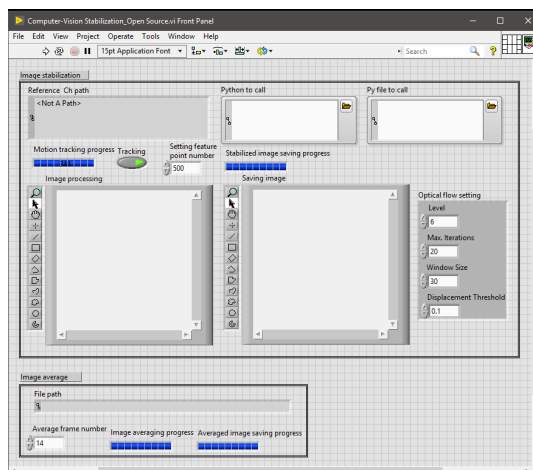 Computer-Vision Stabilization_Open Source.vi Front Panel
File Edit View Project Operate Tools Window Help
15pt Application Font
Search
Image stabilization
Reference Ch path
Python to call
Py file to call
<Not A Path>
Motion tracking progress
Tracking
Setting feature
point number
500
Stabilized image saving progress
Image processing
Saving image
Optical flow setting
Level
6
Max. Iterations
20
Window Size
30
Displacement Threshold
0.1
Image average
File path
Average frame number
Image averaging progress
Averaged image saving progress
14